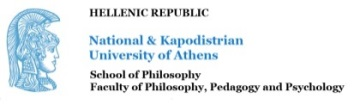 HELLENIC REPUBLIC
National & Kapodistrian
University of Athens
School of Philosophy
Faculty of Philosophy, Pedagogy and Psychology